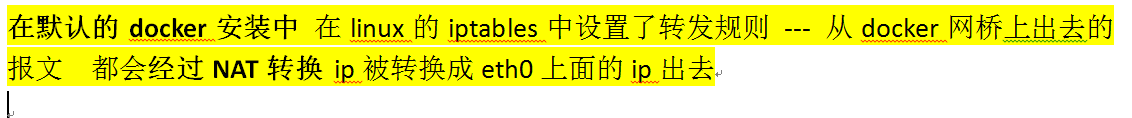 在默认的 docker 安装中 在 linux 的 iptables 中设置了转发规则 --- 从 docker 网桥上出去的
报文 都会经过 NAT 转换 ip 被转换成 eth0 上面的 ip 出去